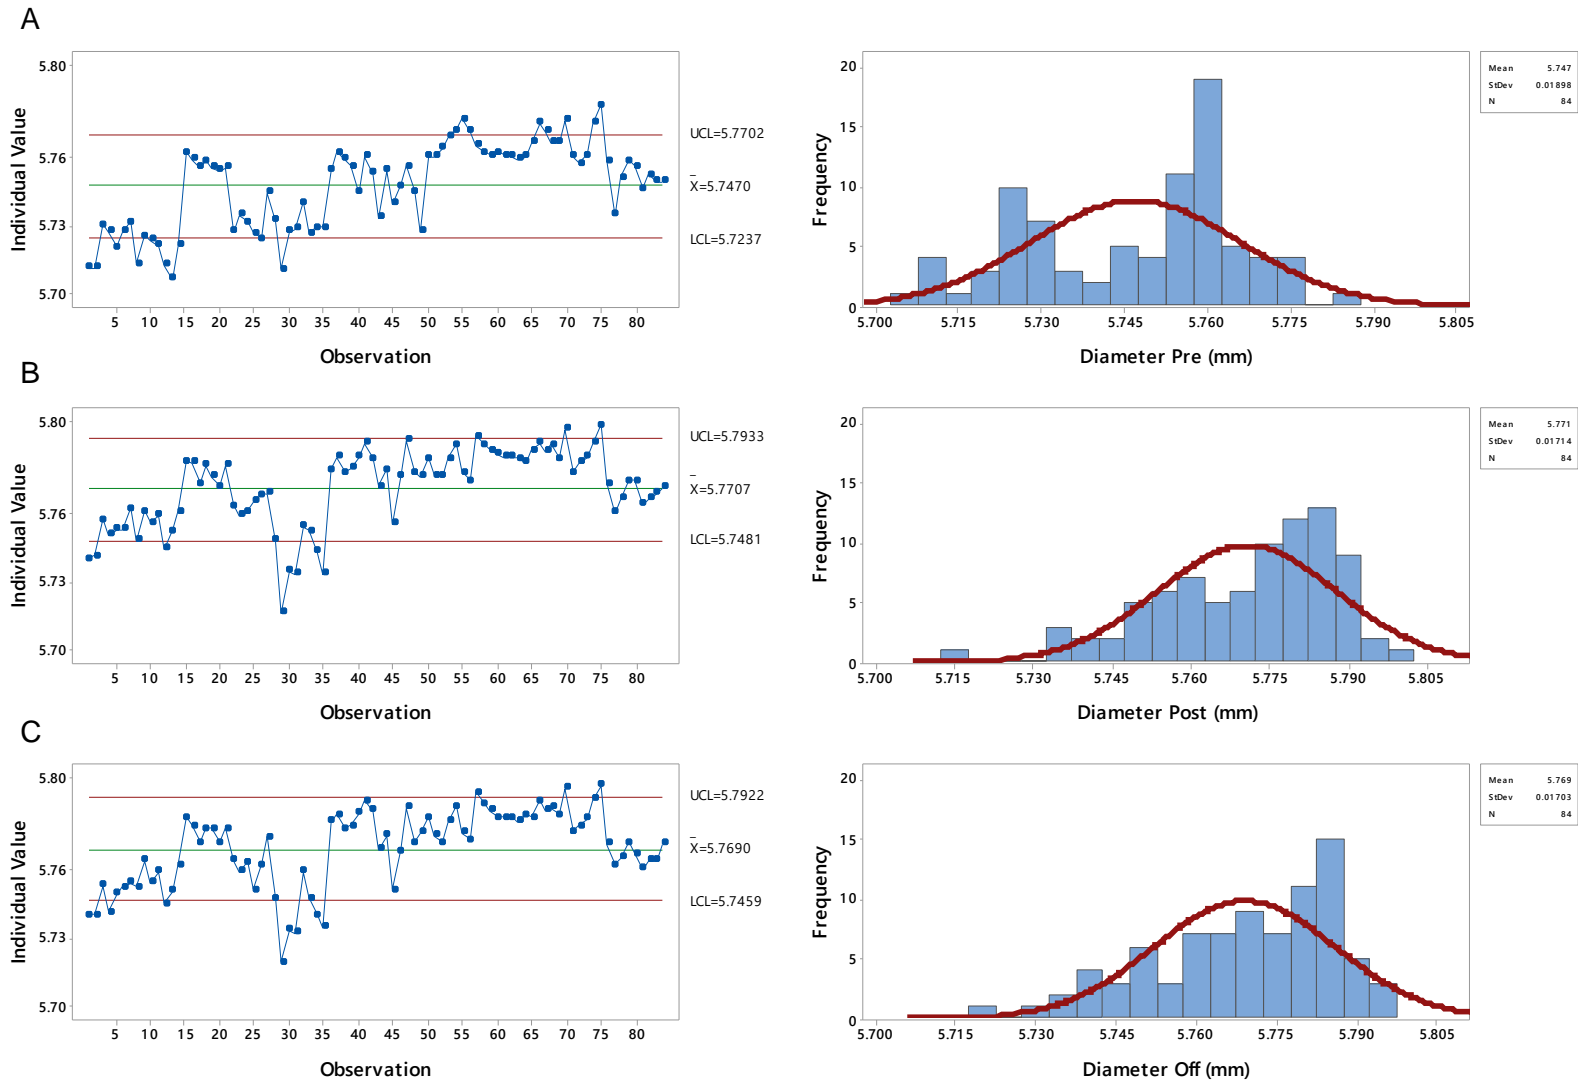 A
5.80
5.76
5.73
5.70
Individual Value
5 10 15 20 25 30 35 40 45 50 55 60 65 70 75 80
Observation
UCL=5.7702
X̄=5.7470
LCL=5.7237
20
15
10
5
0
Frequency
5.700 5.715 5.730 5.745 5.760 5.775 5.790 5.805
Diameter Pre (mm)
Mean 5.747
StDev 0.01898
N 84
B
5.80
5.76
5.73
5.70
Individual Value
5 10 15 20 25 30 35 40 45 50 55 60 65 70 75 80
Observation
UCL=5.7933
X̄=5.7707
LCL=5.7481
20
15
10
5
0
Frequency
5.700 5.715 5.730 5.745 5.760 5.775 5.790 5.805
Diameter Post (mm)
Mean 5.771
StDev 0.01714
N 84
C
5.80
5.76
5.73
5.70
Individual Value
5 10 15 20 25 30 35 40 45 50 55 60 65 70 75 80
Observation
UCL=5.7922
X̄=5.7690
LCL=5.7459
20
15
10
5
0
Frequency
5.700 5.715 5.730 5.745 5.760 5.775 5.790 5.805
Diameter Off (mm)
Mean 5.769
StDev 0.01703
N 84